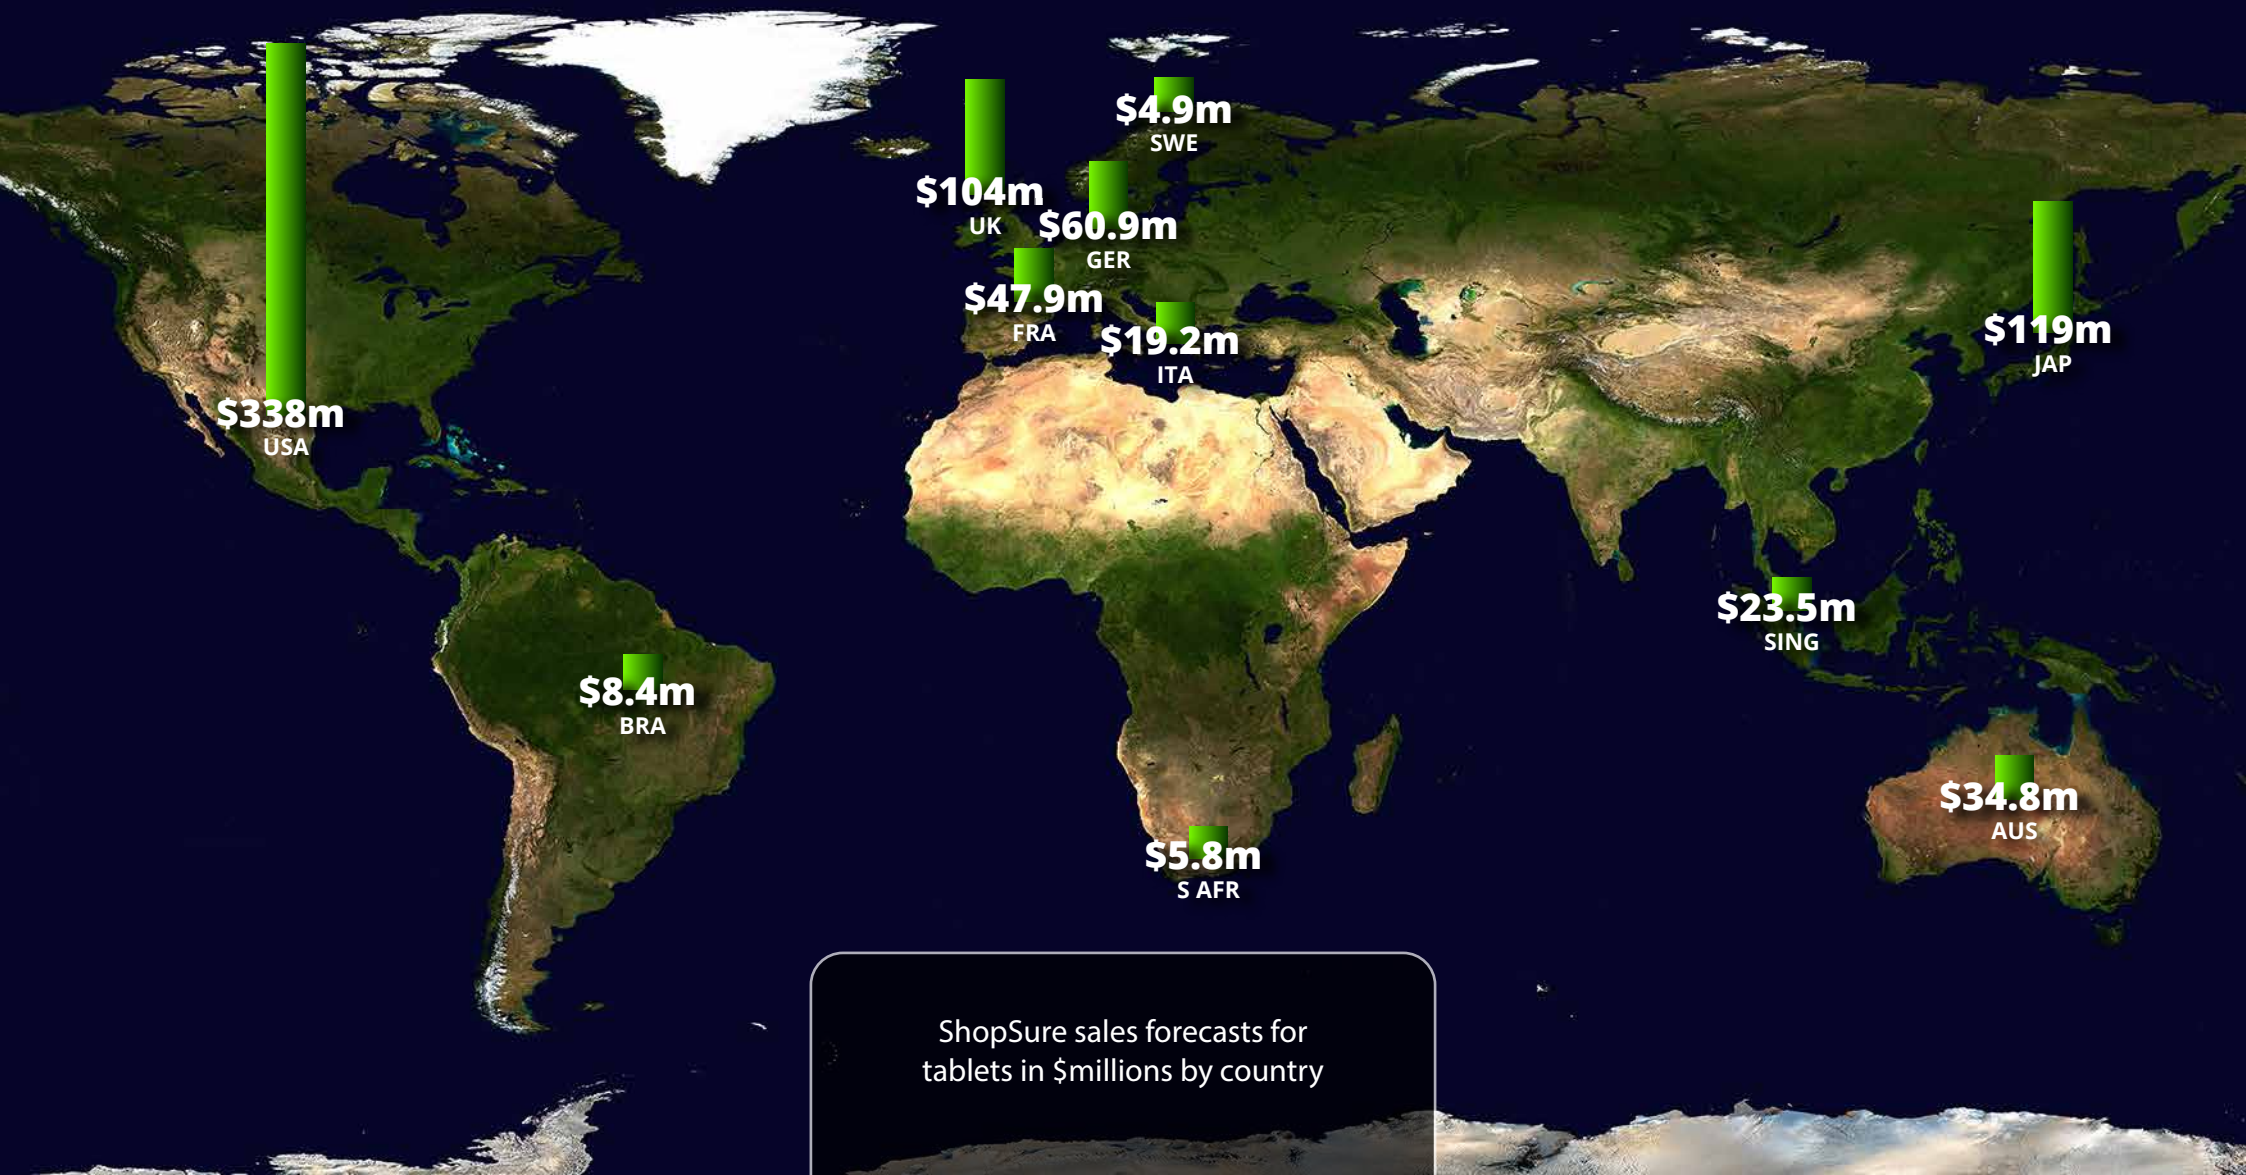 $4.9m
SWE
$104m
UK
$60.9m
GER
$47.9m
FRA
$19.2m
ITA
$119m
JAP
$338m
USA
$23.5m
SING
$8.4m
BRA
$34.8m
AUS
$5.8m
S AFR
ShopSure sales forecasts for
tablets in $millions by country